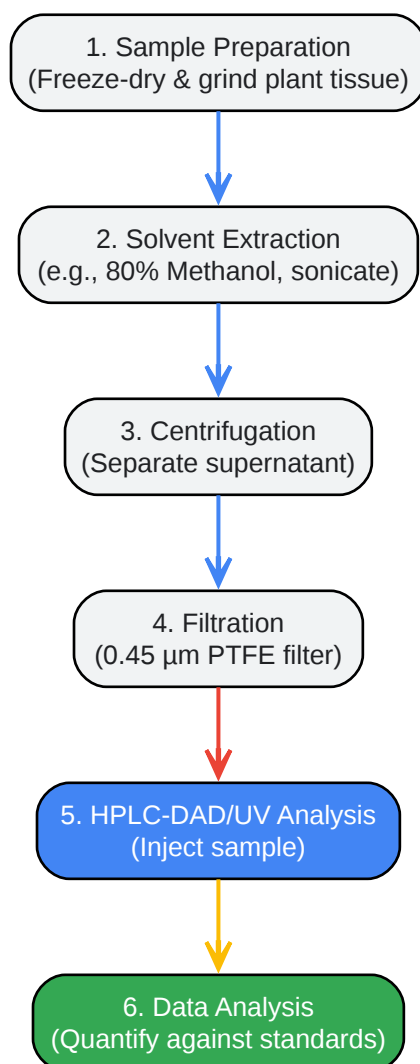 1. Sample Preparation
(Freeze-dry & grind plant tissue)
2. Solvent Extraction
(e.g., 80% Methanol, sonicate)
3. Centrifugation
(Separate supernatant)
4. Filtration
(0.45 µm PTFE filter)
5. HPLC-DAD/UV Analysis
(Inject sample)
6. Data Analysis
(Quantify against standards)